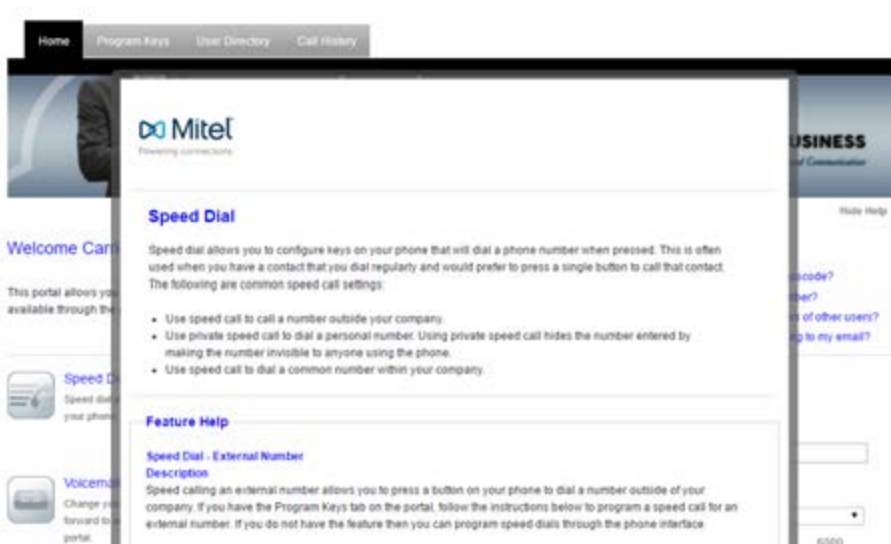 Home Program Keys User Directory Call History
Mitel
Powering connections
USINESS
Communication
Hide Help
Speed Dial
Speed dial allows you to configure keys on your phone that will dial a phone number when pressed. This is often
used when you have a contact that you dial regularly and would prefer to press a single button to call that contact.
The following are common speed call settings:
• Use speed call to call a number outside your company.
• Use private speed call to dial a personal number. Using private speed call hides the number entered by
making the number invisible to anyone using the phone.
• Use speed call to dial a common number within your company.
Feature Help
Speed Dial - External Number
Description
Speed calling an external number allows you to press a button on your phone to dial a number outside of your
company. If you have the Program Keys tab on the portal, follow the instructions below to program a speed call for an
external number. If you do not have the feature then you can program speed dials through the phone interface.
Welcome Carri
This portal allows you
available through the
Speed D
Speed dial
your phone
Voicema
Change yo
forward to
portal.
scode?
ber?
s of other users?
g to my email?
6000